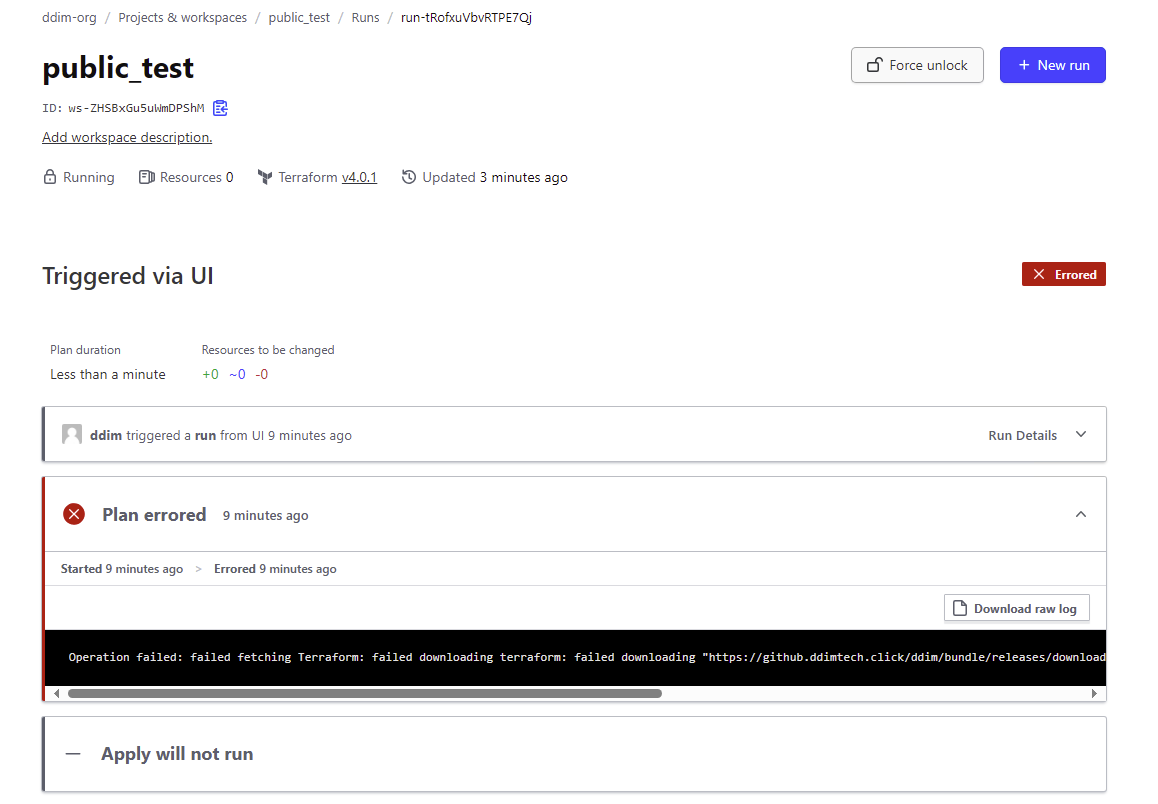 ddim-org / Projects & workspaces / public_test / Runs / run-tRofxuVbvRTPE7Qj
public_test
Force unlock
+ New run
ID: ws-ZHSBxGu5uWmDPShM
Add workspace description.
Running Resources 0 Terraform v4.0.1 Updated 3 minutes ago
Triggered via UI
Errored
Plan duration Resources to be changed
Less than a minute +0 ~0 -0
ddim triggered a run from UI 9 minutes ago
Run Details
Plan errored 9 minutes ago
Started 9 minutes ago > Errored 9 minutes ago
Download raw log
Operation failed: failed fetching Terraform: failed downloading terraform: failed downloading "https://github.ddimtech.click/ddim/bundle/releases/download
Apply will not run